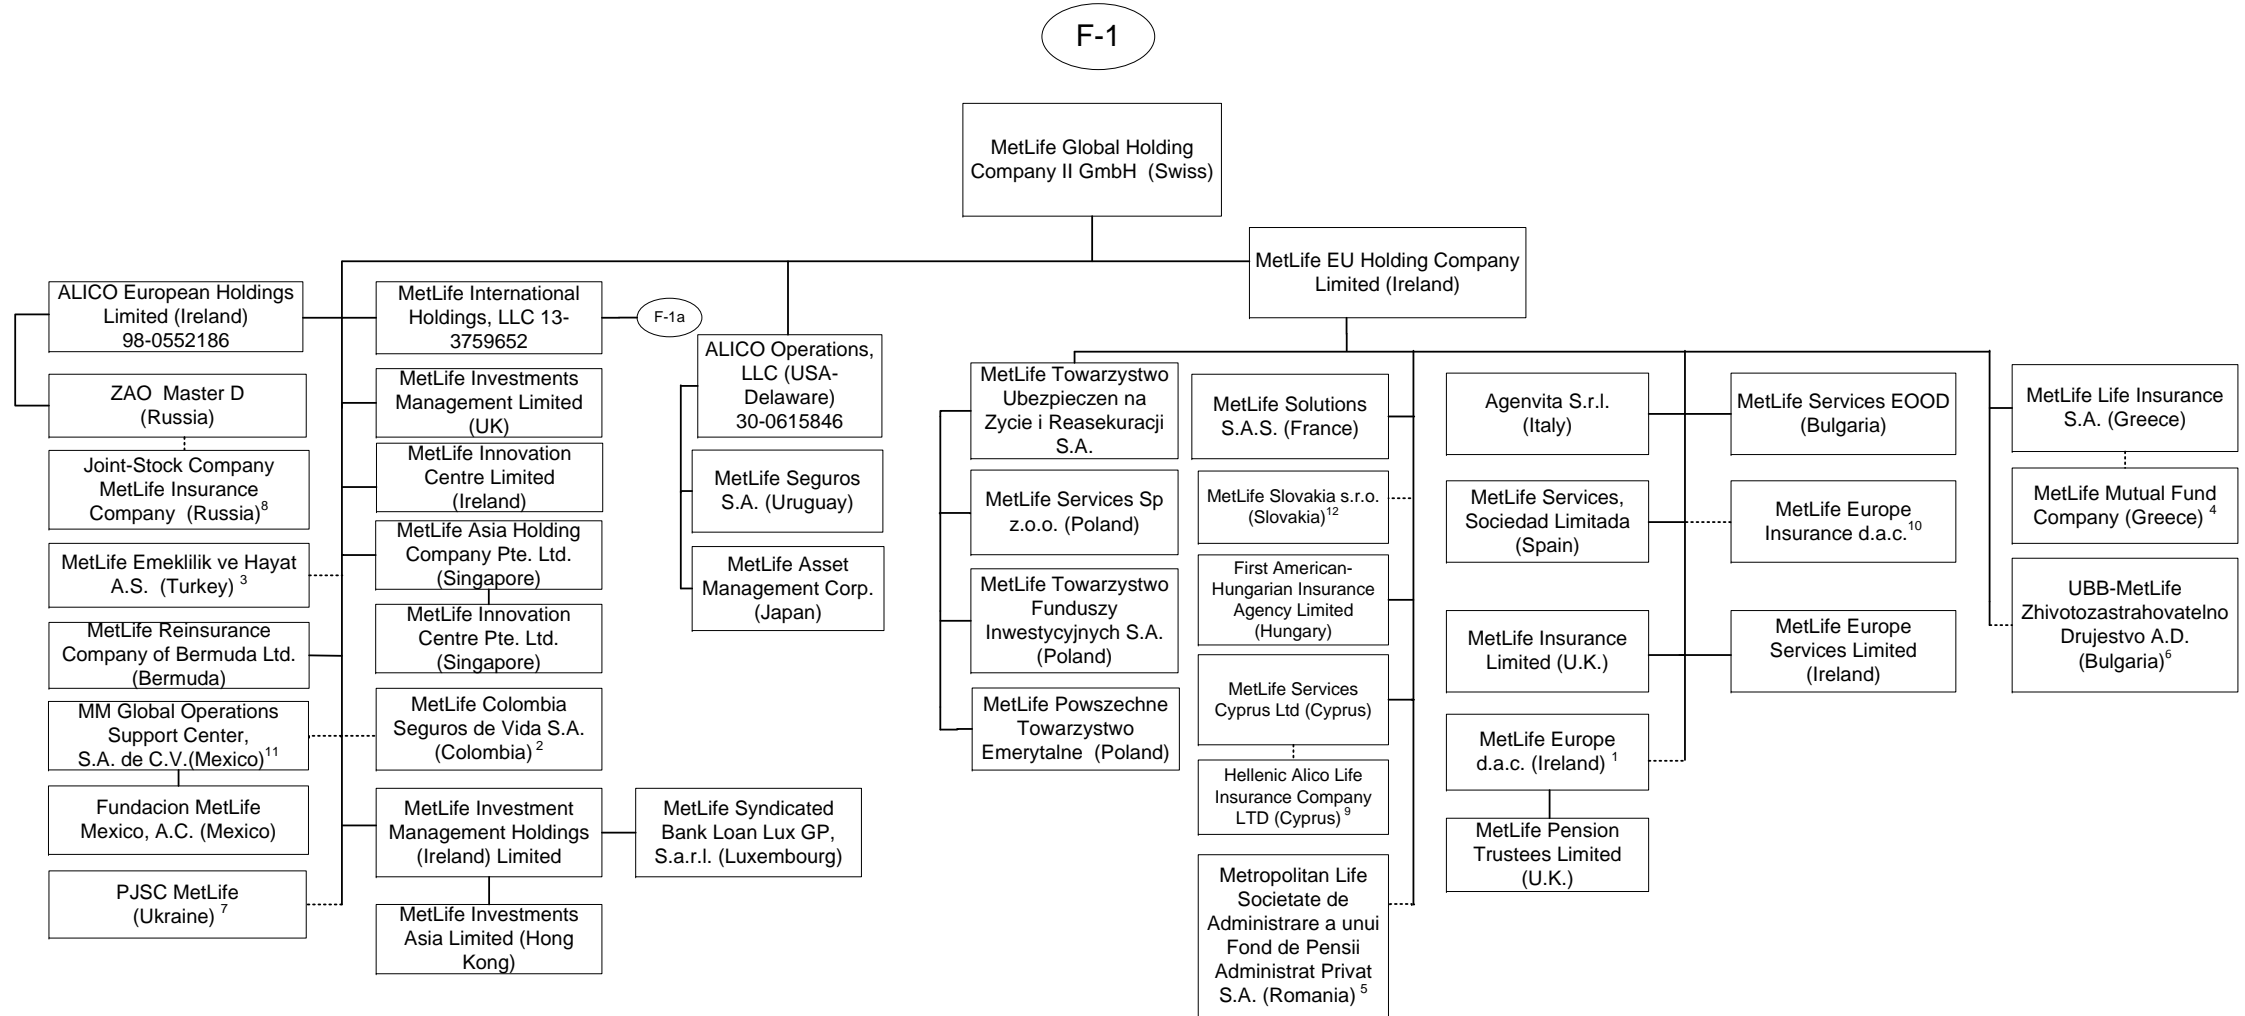 F-1
MetLife Global Holding
Company II GmbH (Swiss)
MetLife EU Holding Company
Limited (Ireland)
ALICO European Holdings
Limited (Ireland)
98-0552186
ZAO Master D
(Russia)
Joint-Stock Company
MetLife Insurance
Company (Russia)8
MetLife Emeklilik ve Hayat
A.S. (Turkey) 3
MetLife Reinsurance
Company of Bermuda Ltd.
(Bermuda)
MM Global Operations
Support Center,
S.A. de C.V.(Mexico)11
Fundacion MetLife
Mexico, A.C. (Mexico)
PJSC MetLife
(Ukraine) 7
MetLife International
Holdings, LLC 13-
3759652
F-1a
MetLife Investments
Management Limited
(UK)
MetLife Innovation
Centre Limited
(Ireland)
MetLife Asia Holding
Company Pte. Ltd.
(Singapore)
MetLife Innovation
Centre Pte. Ltd.
(Singapore)
MetLife Colombia
Seguros de Vida S.A.
(Colombia) 2
MetLife Investment
Management Holdings
(Ireland) Limited
MetLife Syndicated
Bank Loan Lux GP,
S.a.r.l. (Luxembourg)
MetLife Investments
Asia Limited (Hong
Kong)
ALICO Operations,
LLC (USA-
Delaware)
30-0615846
MetLife Seguros
S.A. (Uruguay)
MetLife Asset
Management Corp.
(Japan)
MetLife Towarzystwo
Ubezpieczen na
Zycie i Reasekuracji
S.A.
MetLife Services Sp
z.o.o. (Poland)
MetLife Towarzystwo
Funduszy
Inwestycyjnych S.A.
(Poland)
MetLife Powszechne
Towarzystwo
Emerytalne (Poland)
MetLife Solutions
S.A.S. (France)
MetLife Slovakia s.r.o.
(Slovakia)12
First American-
Hungarian Insurance
Agency Limited
(Hungary)
MetLife Services
Cyprus Ltd (Cyprus)
Hellenic Alico Life
Insurance Company
LTD (Cyprus) 9
Metropolitan Life
Societate de
Administrare a unui
Fond de Pensii
Administrat Privat
S.A. (Romania) 5
Agenvita S.r.l.
(Italy)
MetLife Services,
Sociedad Limitada
(Spain)
MetLife Insurance
Limited (U.K.)
MetLife Europe
d.a.c. (Ireland) 1
MetLife Pension
Trustees Limited
(U.K.)
MetLife Services EOOD
(Bulgaria)
MetLife Europe
Insurance d.a.c.10
MetLife Europe
Services Limited
(Ireland)
MetLife Life Insurance
S.A. (Greece)
MetLife Mutual Fund
Company (Greece) 4
UBB-MetLife
Zhivotozastrahovatelno
Drujestvo A.D.
(Bulgaria)6